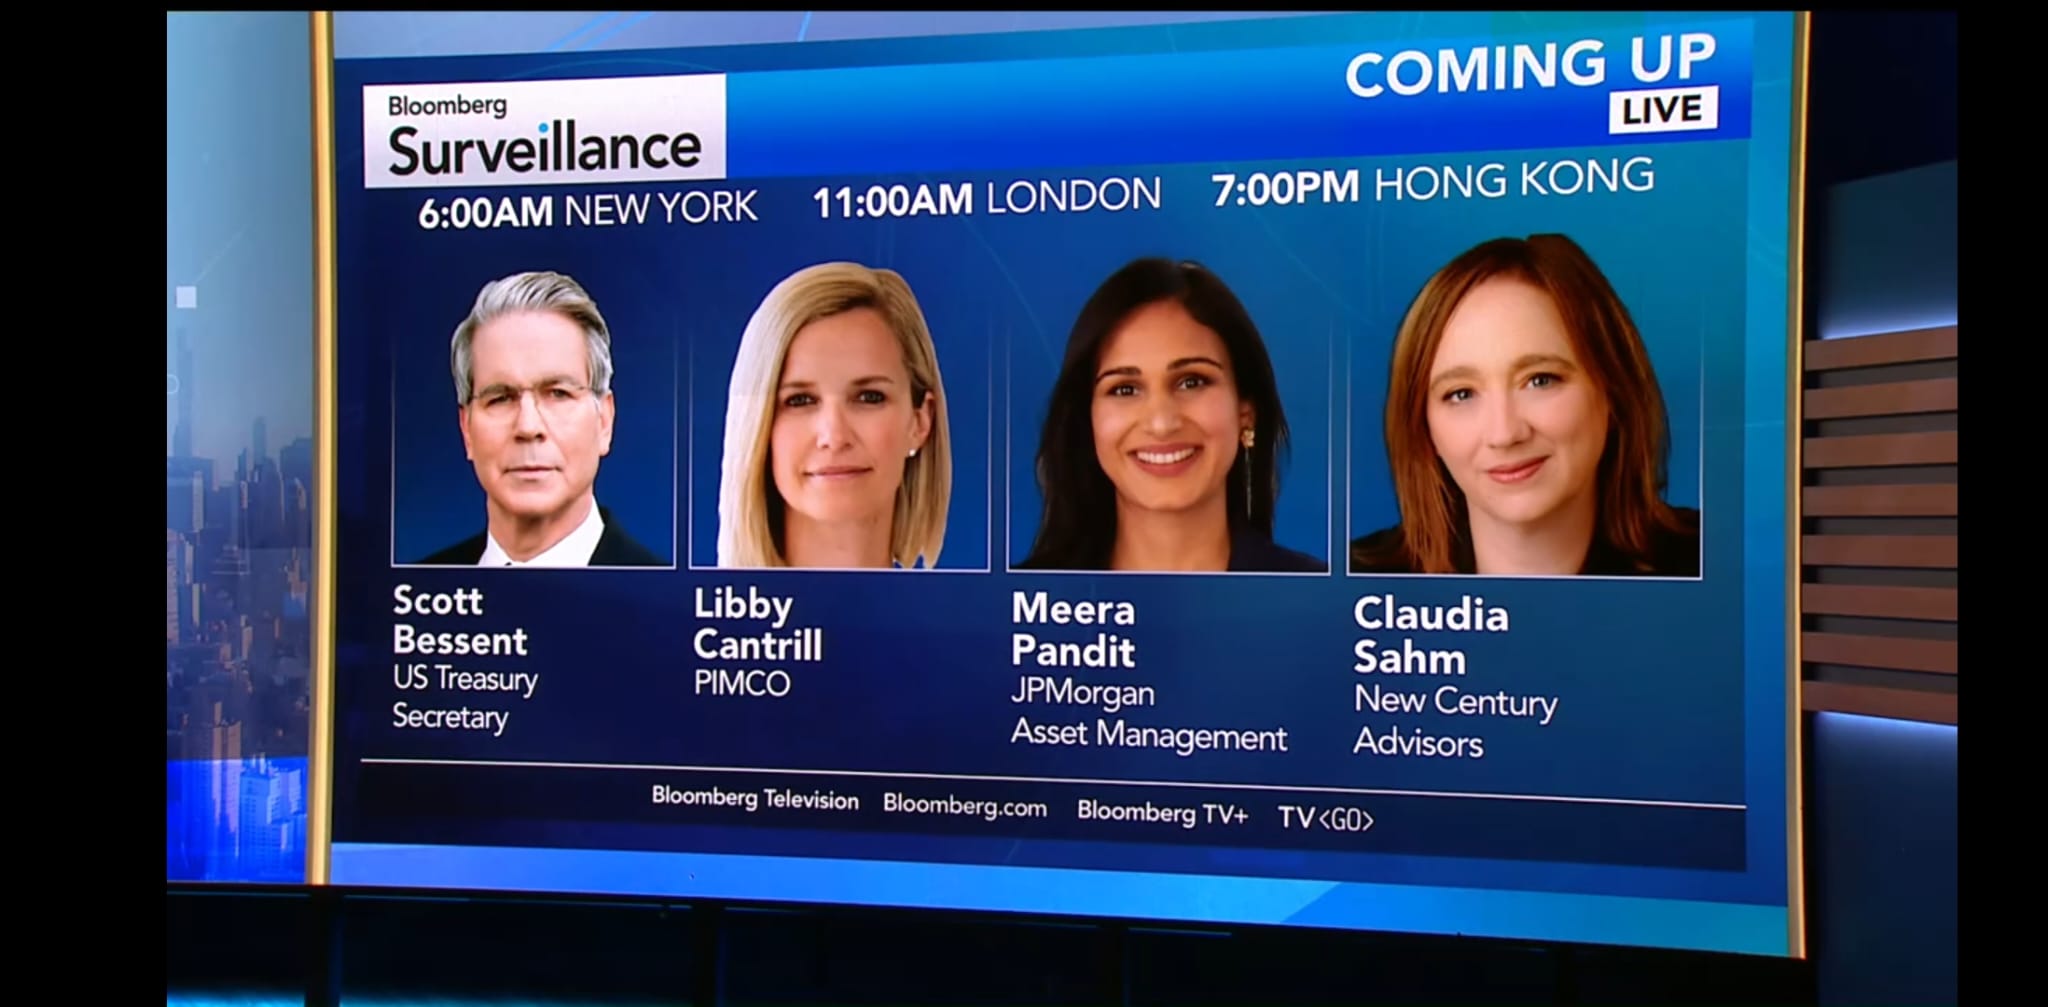 Bloomberg
Surveillance
COMING UP
LIVE
6:00AM NEW YORK 11:00AM LONDON 7:00PM HONG KONG
Scott
Bessent
US Treasury
Secretary
Libby
Cantrill
PIMCO
Meera
Pandit
JPMorgan
Asset Management
Claudia
Sahm
New Century
Advisors
Bloomberg Television Bloomberg.com Bloomberg TV+ TV<GO>